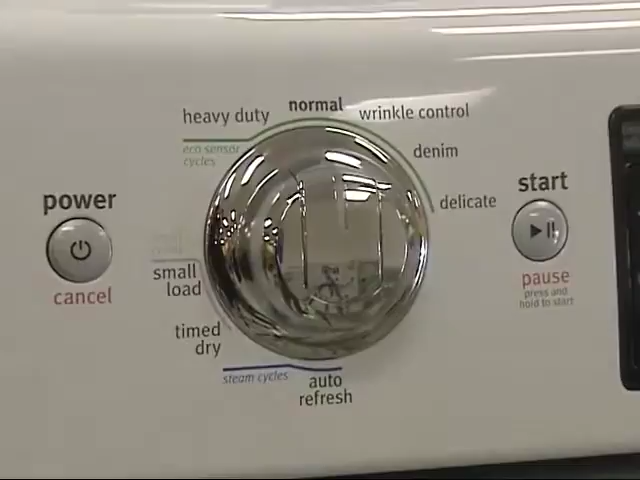 heavy duty
normal
wrinkle control
eco sensor
cycles
denim
delicate
power
cancel
start
pause
press and
hold to start
small
load
timed
dry
steam cycles
auto
refresh